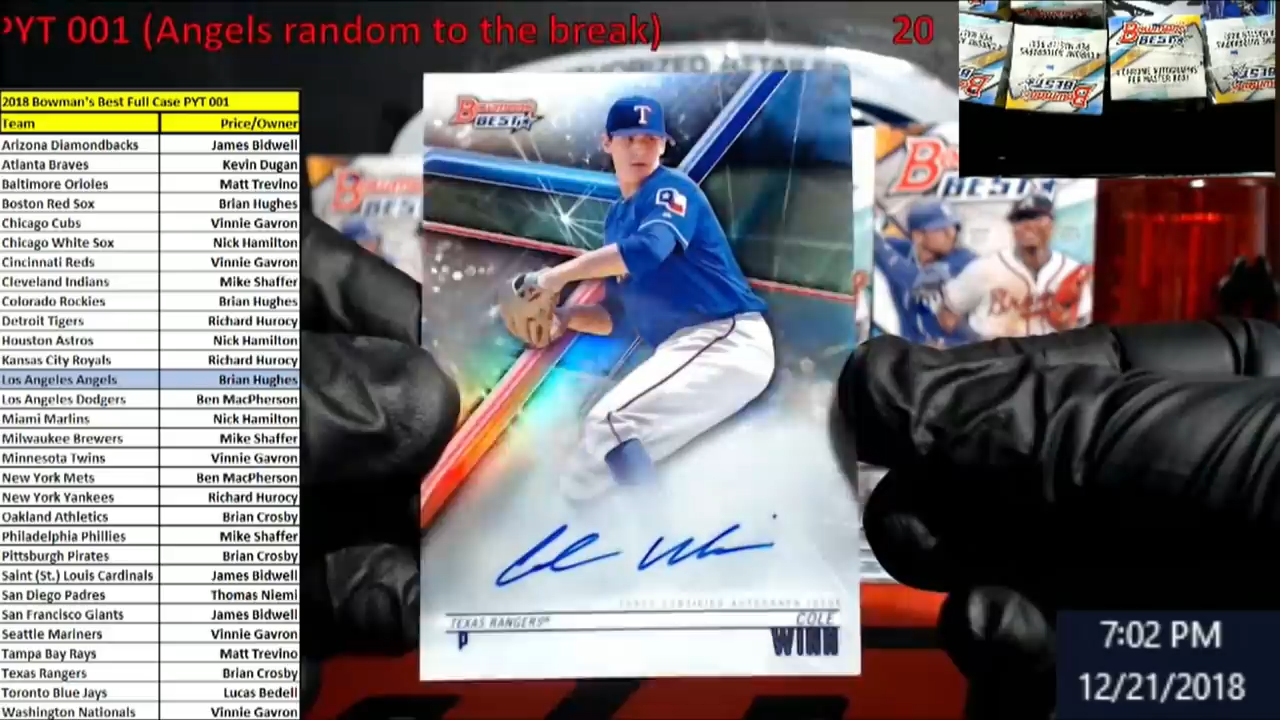 PYT 001 (Angels random to the break)
20
2018 Bowman's Best Full Case PYT 001
Team Price/Owner
Arizona Diamondbacks James Bidwell
Atlanta Braves Kevin Dugan
Baltimore Orioles Matt Trevino
Boston Red Sox Brian Hughes
Chicago Cubs Vinnie Gavron
Chicago White Sox Nick Hamilton
Cincinnati Reds Vinnie Gavron
Cleveland Indians Mike Shaffer
Colorado Rockies Brian Hughes
Detroit Tigers Richard Hurocy
Houston Astros Nick Hamilton
Kansas City Royals Richard Hurocy
Los Angeles Angels Brian Hughes
Los Angeles Dodgers Ben MacPherson
Miami Marlins Nick Hamilton
Milwaukee Brewers Mike Shaffer
Minnesota Twins Vinnie Gavron
New York Mets Ben MacPherson
New York Yankees Richard Hurocy
Oakland Athletics Brian Crosby
Philadelphia Phillies Mike Shaffer
Pittsburgh Pirates Brian Crosby
Saint (St.) Louis Cardinals James Bidwell
San Diego Padres Thomas Niemi
San Francisco Giants James Bidwell
Seattle Mariners Vinnie Gavron
Tampa Bay Rays Matt Trevino
Texas Rangers Brian Crosby
Toronto Blue Jays Lucas Bedell
Washington Nationals Vinnie Gavron
BOWMAN'S
BEST
T
TOPPS CERTIFIED AUTOGRAPH ISSUE
TEXAS RANGERS®
P
COLE
WINN
BOWMAN'S
BEST
7:02 PM
12/21/2018